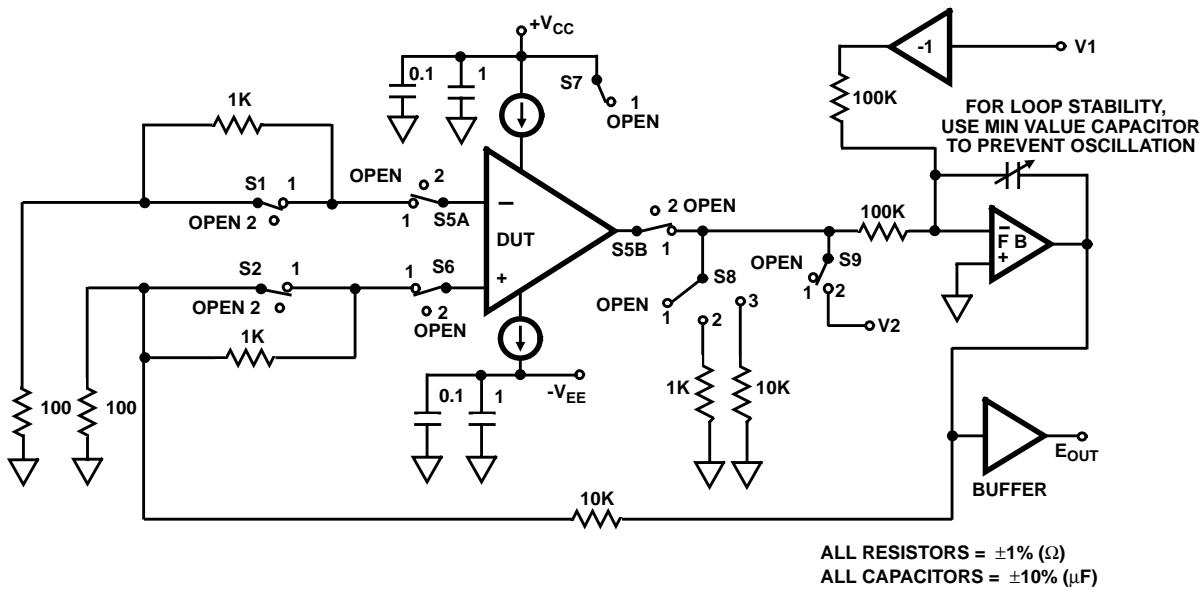 +VCC
-1
V1
0.1
1
S7
1
OPEN
100K
FOR LOOP STABILITY,
USE MIN VALUE CAPACITOR
TO PREVENT OSCILLATION
1K
S1
1
OPEN 2
OPEN
2
1
S5A
−
DUT
+
2 OPEN
S5B
1
100K
−
F B
+
S2
1
OPEN 2
1
S6
2
OPEN
1K
S8
OPEN
1
2
3
OPEN
S9
1
2
V2
1K
10K
100
100
0.1
1
-VEE
EOUT
BUFFER
10K
ALL RESISTORS = ±1% (Ω)
ALL CAPACITORS = ±10% (µF)